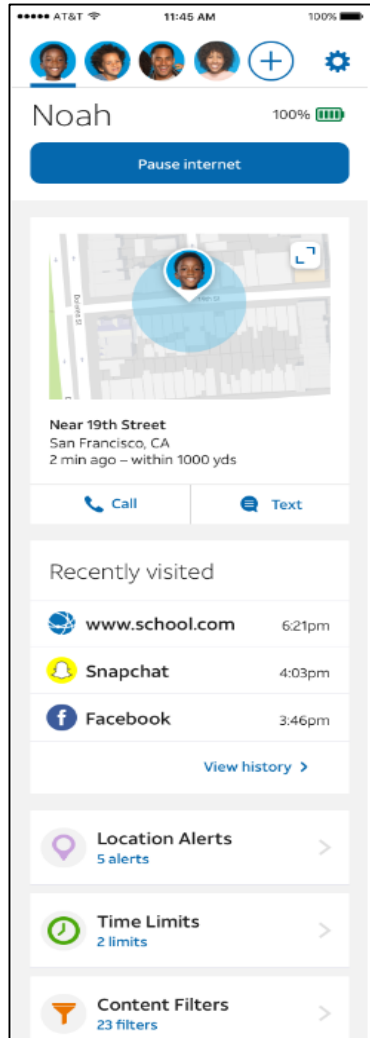 AT&T 11:45 AM 100%
Noah 100%
Pause internet
Near 19th Street
San Francisco, CA
2 min ago – within 1000 yds
Call Text
Recently visited
www.school.com 6:21pm
Snapchat 4:03pm
Facebook 3:46pm
View history
Location Alerts
5 alerts
Time Limits
2 limits
Content Filters
23 filters